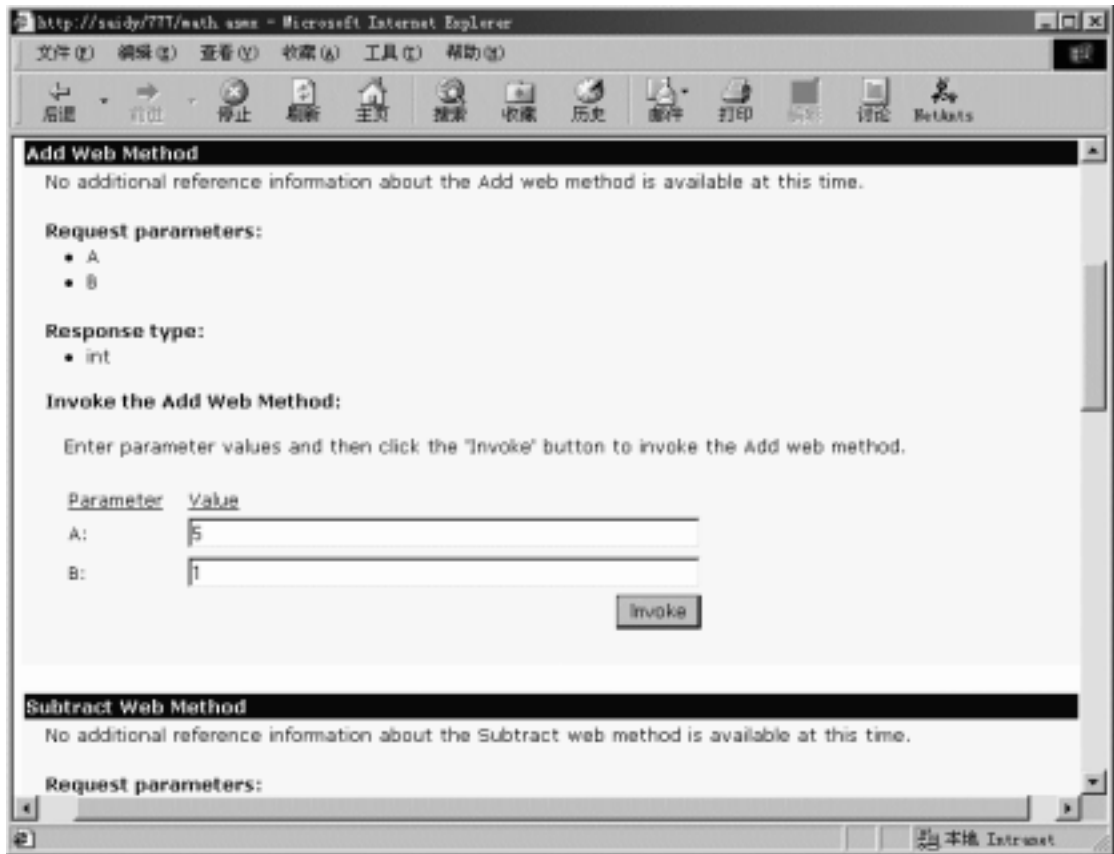 http://saidy/777/math.asmx - Microsoft Internet Explorer
文件(F) 编辑(E) 查看(V) 收藏(A) 工具(T) 帮助(H)
后退 前进 停止 刷新 主页 搜索 收藏 历史 邮件 打印 编辑 讨论 NetAnts
Add Web Method
No additional reference information about the Add web method is available at this time.
Request parameters:
• A
• B
Response type:
• int
Invoke the Add Web Method:
Enter parameter values and then click the "Invoke" button to invoke the Add web method.
Parameter Value
A: 5
B: 1
Invoke
Subtract Web Method
No additional reference information about the Subtract web method is available at this time.
Request parameters:
本地 Intranet